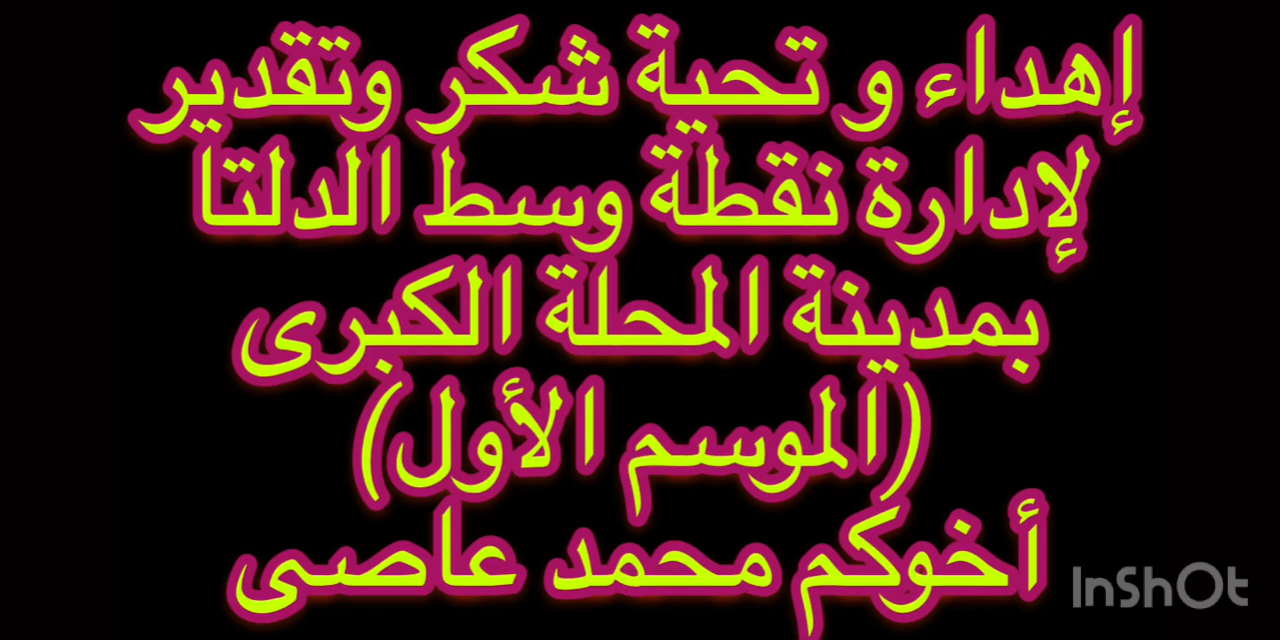 إهداء و تحية شكر وتقدير
لإدارة نقطة وسط الدلتا
بمدينة المحلة الكبرى
(الموسم الأول)
أخوكم محمد عاصى
InShOt